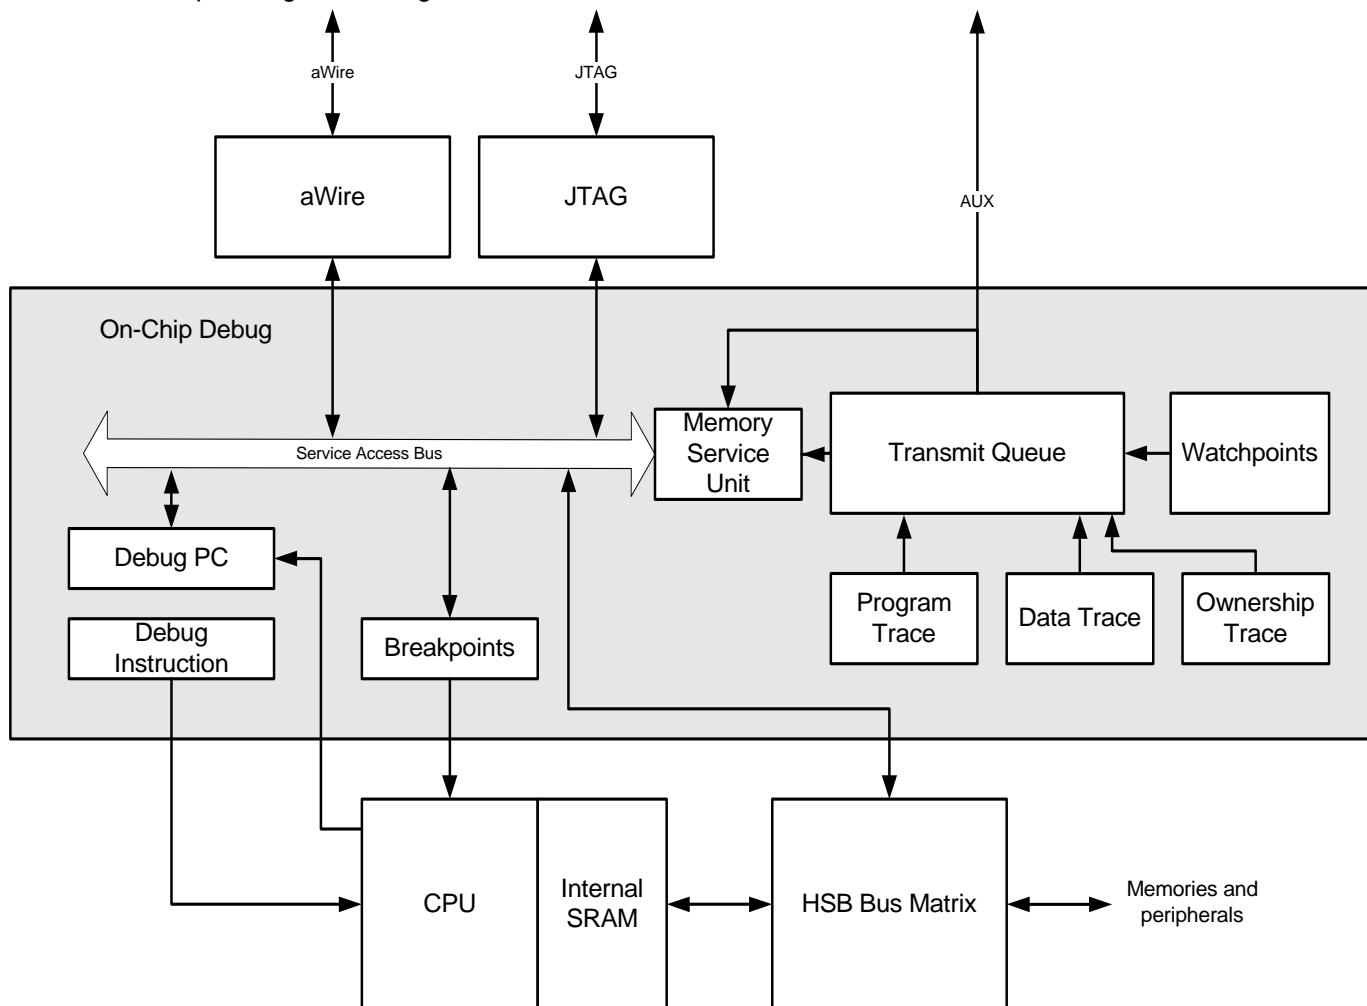 aWire
JTAG
aWire
JTAG
AUX
On-Chip Debug
Service Access Bus
Memory
Service
Unit
Transmit Queue
Watchpoints
Debug PC
Debug
Instruction
Breakpoints
Program
Trace
Data Trace
Ownership
Trace
CPU
Internal
SRAM
HSB Bus Matrix
Memories and
peripherals